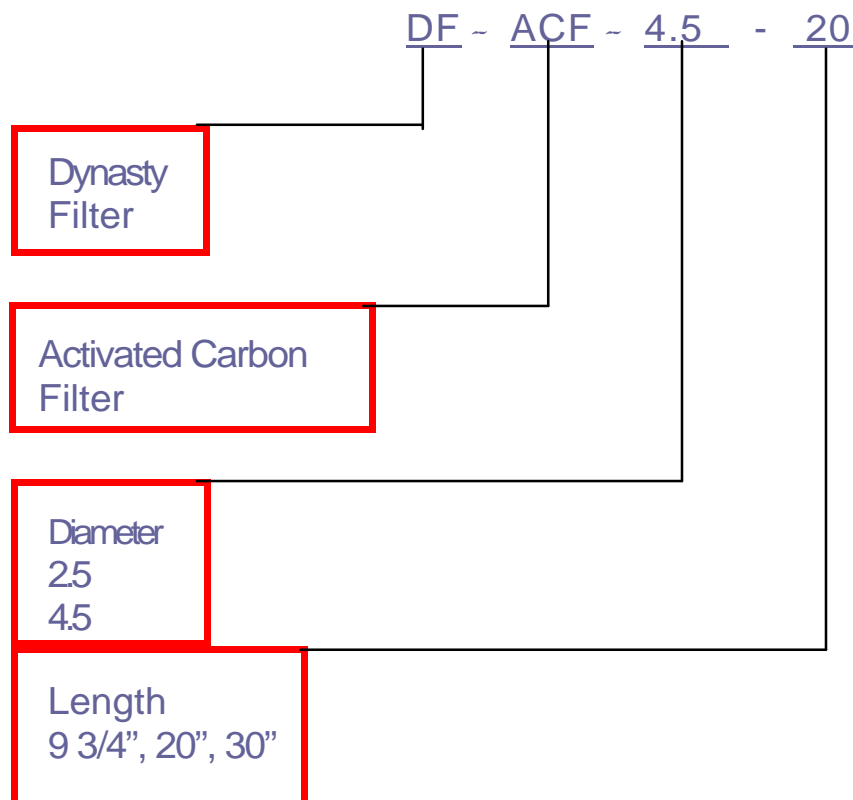 DF ~ ACF ~ 4.5 - 20
Dynasty
Filter
Activated Carbon
Filter
Diameter
2.5
4.5
Length
9 3/4”, 20”, 30”